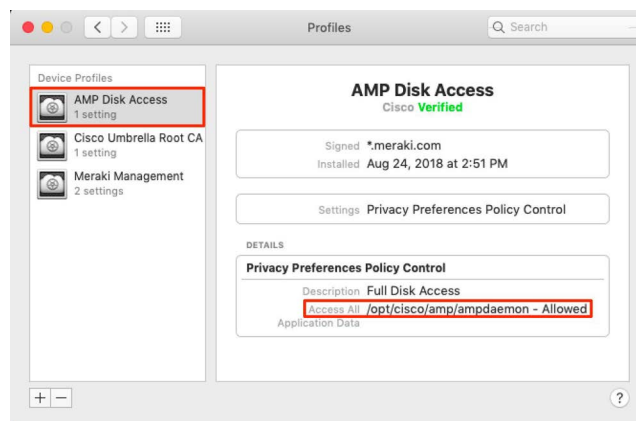 Profiles
Search
Device Profiles
AMP Disk Access
1 setting
Cisco Umbrella Root CA
1 setting
Meraki Management
2 settings
AMP Disk Access
Cisco Verified
Signed *.meraki.com
Installed Aug 24, 2018 at 2:51 PM
Settings Privacy Preferences Policy Control
DETAILS
Privacy Preferences Policy Control
Description Full Disk Access
Access All /opt/cisco/amp/ampdaemon - Allowed
Application Data
+ −
?